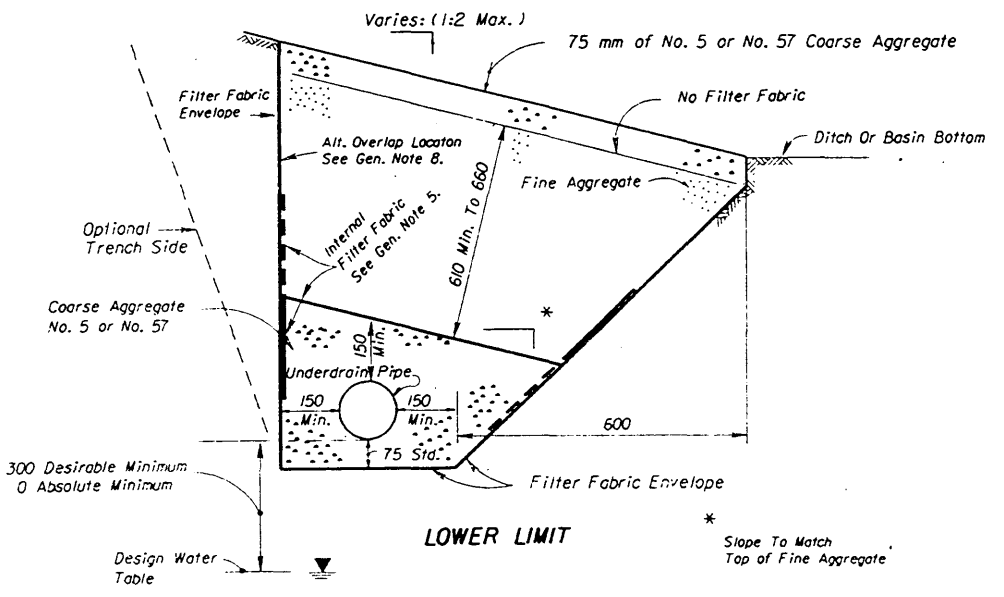 Varies: (1:2 Max.)
75 mm of No. 5 or No. 57 Coarse Aggregate
Filter Fabric
Envelope
No Filter Fabric
Alt. Overlap Locaton
See Gen. Note 8.
Ditch Or Basin Bottom
Fine Aggregate
610 Min. To 660
Internal
Filter Fabric
See Gen. Note 5.
Optional
Trench Side
Coarse Aggregate
No. 5 or No. 57
*
150
Min.
Underdrain Pipe
150
Min.
150
Min.
600
75 Std.
300 Desirable Minimum
0 Absolute Minimum
Filter Fabric Envelope
LOWER LIMIT
*
Slope To Match
Top of Fine Aggregate
Design Water
Table